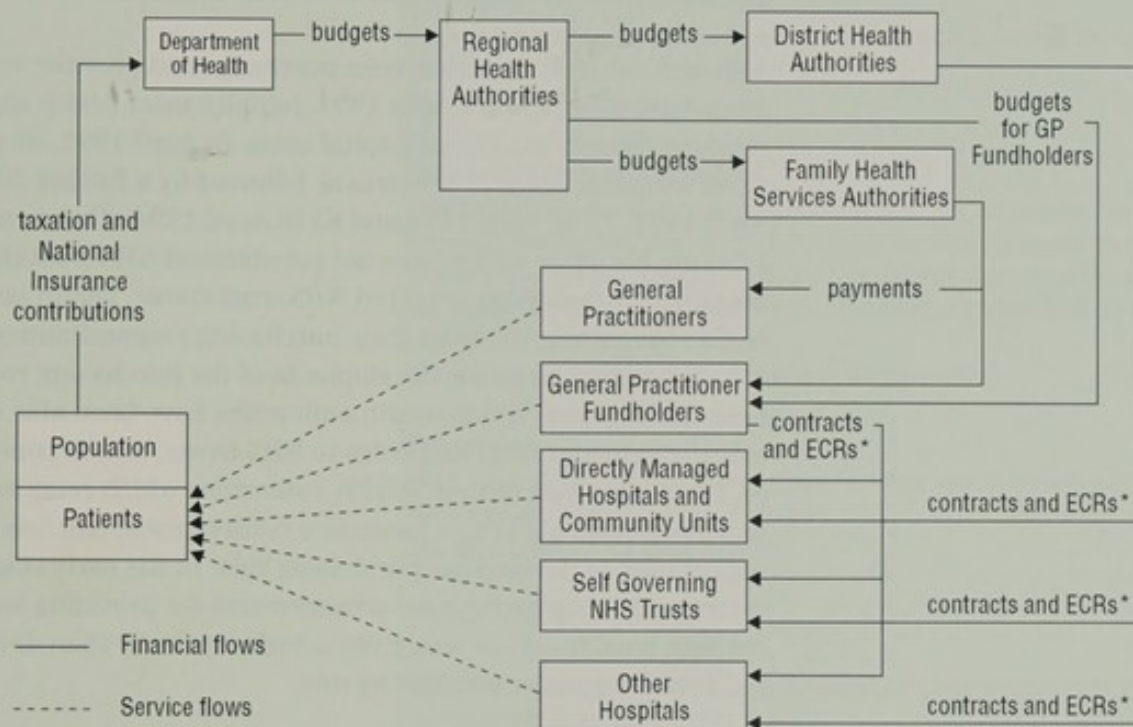 Department
of Health
budgets
Regional
Health
Authorities
budgets
District Health
Authorities
budgets
for GP
Fundholders
budgets
Family Health
Services Authorities
taxation and
National
Insurance
contributions
General
Practitioners
payments
General Practitioner
Fundholders
contracts
and ECRs*
Population
Patients
Directly Managed
Hospitals and
Community Units
contracts and ECRs*
Self Governing
NHS Trusts
contracts and ECRs*
Financial flows
Service flows
Other
Hospitals
contracts and ECRs*